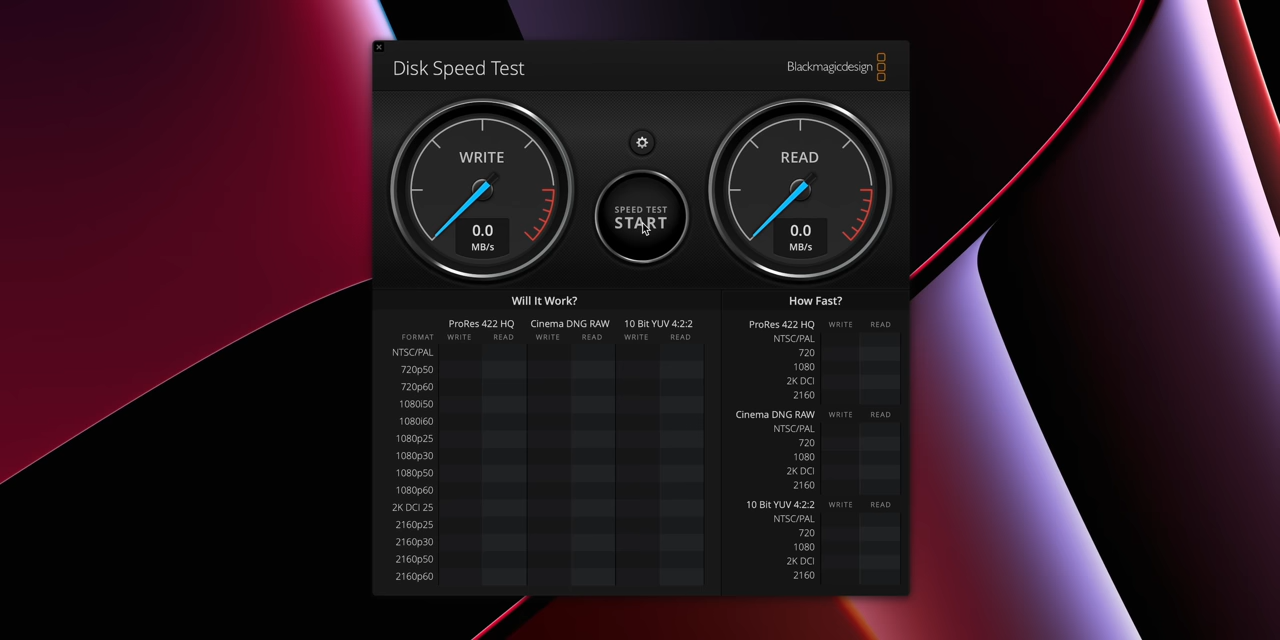 Disk Speed Test
Blackmagicdesign
WRITE
0.0
MB/s
SPEED TEST
START
READ
0.0
MB/s
Will It Work?
ProRes 422 HQ Cinema DNG RAW 10 Bit YUV 4:2:2
FORMAT WRITE READ WRITE READ WRITE READ
NTSC/PAL
720p50
720p60
1080i50
1080i60
1080p25
1080p30
1080p50
1080p60
2K DCI 25
2160p25
2160p30
2160p50
2160p60
How Fast?
ProRes 422 HQ WRITE READ
NTSC/PAL
720
1080
2K DCI
2160
Cinema DNG RAW WRITE READ
NTSC/PAL
720
1080
2K DCI
2160
10 Bit YUV 4:2:2 WRITE READ
NTSC/PAL
720
1080
2K DCI
2160